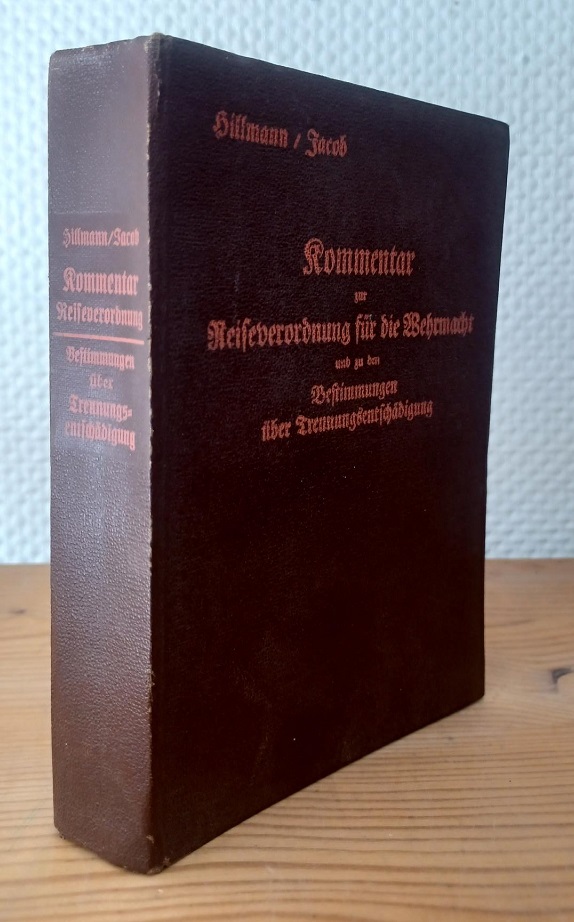 Hillmann / Jacob
Kommentar
zur
Reiseverordnung für die Wehrmacht
und zu den
Bestimmungen
über Trennungsentschädigung
Hillmann/Jacob
Kommentar
Reiseverordnung
Bestimmungen
über
Trennungs-
entschädigung